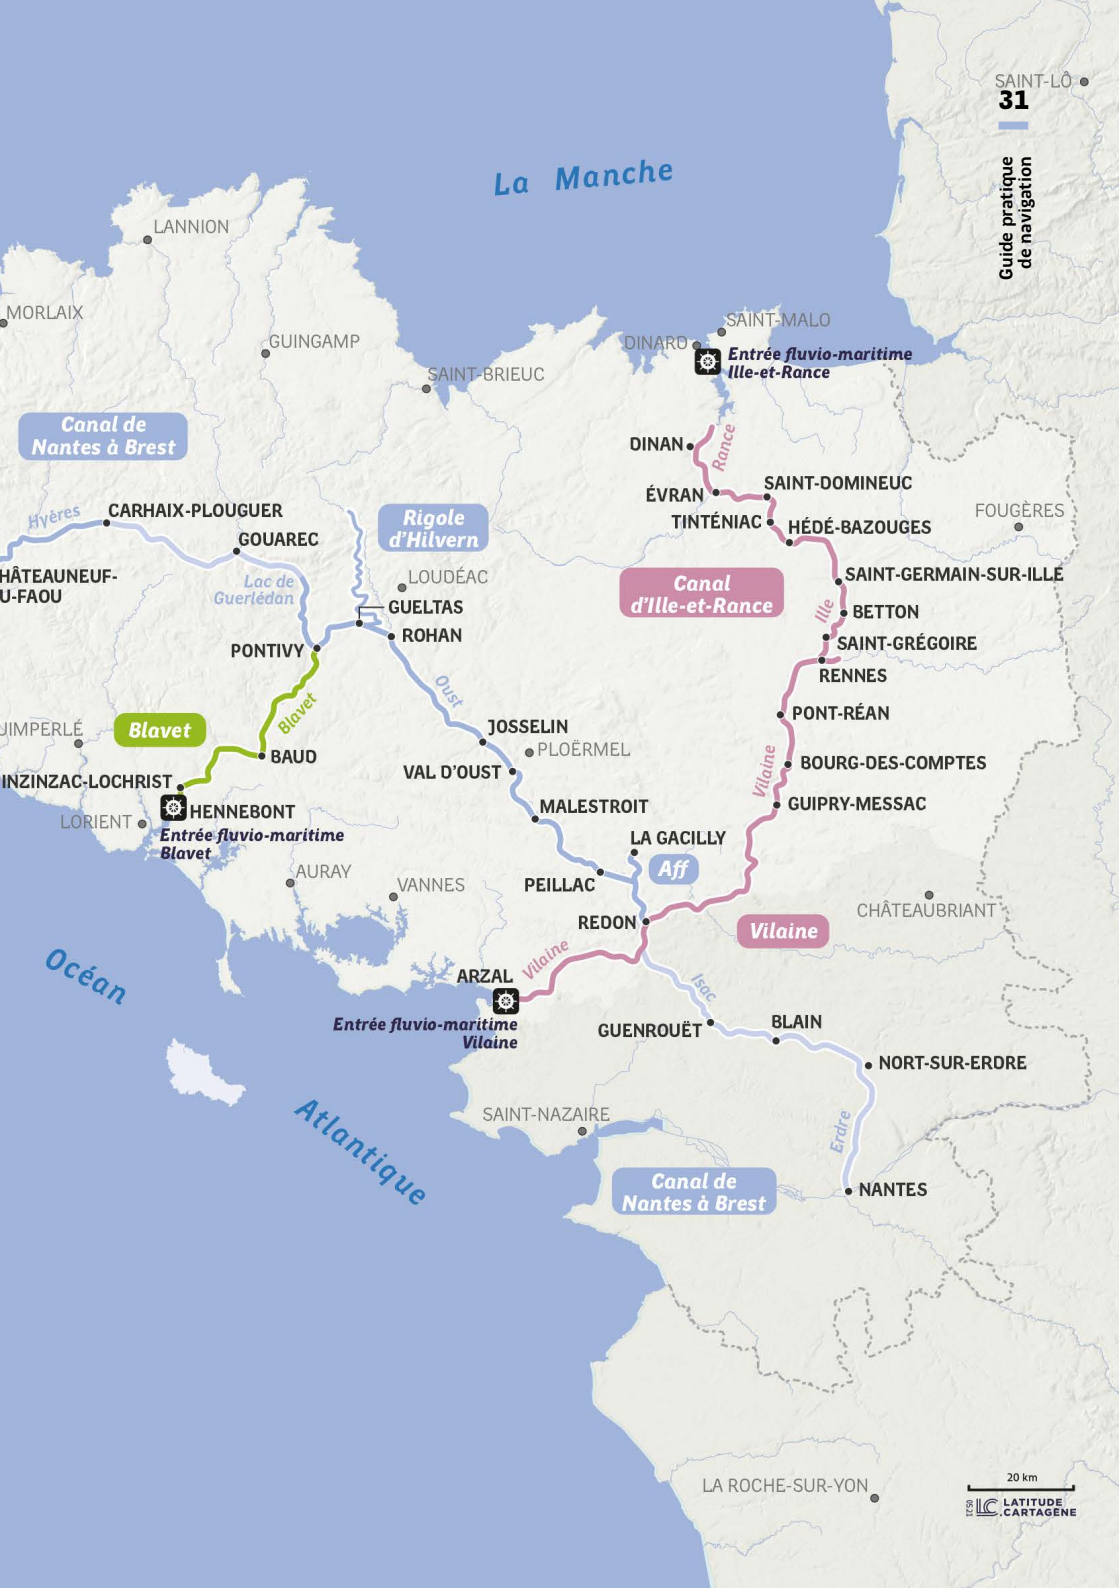 SAINT-LÔ
31
Guide pratique
de navigation
La Manche
LANNION
MORLAIX
GUINGAMP
SAINT-MALO
DINARD
Entrée fluvio-maritime
Ille-et-Rance
SAINT-BRIEUC
Canal de
Nantes à Brest
DINAN
Rance
ÉVRAN
SAINT-DOMINEUC
TINTÉNIAC
HÉDÉ-BAZOUGES
FOUGÈRES
Hyères
CARHAIX-PLOUGUER
GOUAREC
Rigole
d'Hilvern
HÂTEAUNEUF-
U-FAOU
Lac de
Guerlédan
LOUDÉAC
GUELTAS
ROHAN
PONTIVY
Canal
d'Ille-et-Rance
SAINT-GERMAIN-SUR-ILLE
Ille
BETTON
SAINT-GRÉGOIRE
RENNES
Oust
Blavet
Blavet
UIMPERLÉ
BAUD
JOSSELIN
PLOËRMEL
VAL D'OUST
PONT-RÉAN
Vilaine
BOURG-DES-COMPTES
GUIPRY-MESSAC
INZINZAC-LOCHRIST
HENNEBONT
LORIENT
Entrée fluvio-maritime
Blavet
MALESTROIT
LA GACILLY
Aff
PEILLAC
AURAY
VANNES
REDON
Vilaine
CHÂTEAUBRIANT
Océan
ARZAL
Vilaine
Entrée fluvio-maritime
Vilaine
Isac
GUENROUËT
BLAIN
NORT-SUR-ERDRE
Atlantique
SAINT-NAZAIRE
Erdre
Canal de
Nantes à Brest
NANTES
LA ROCHE-SUR-YON
20 km
05.21
LC LATITUDE
.CARTAGÈNE